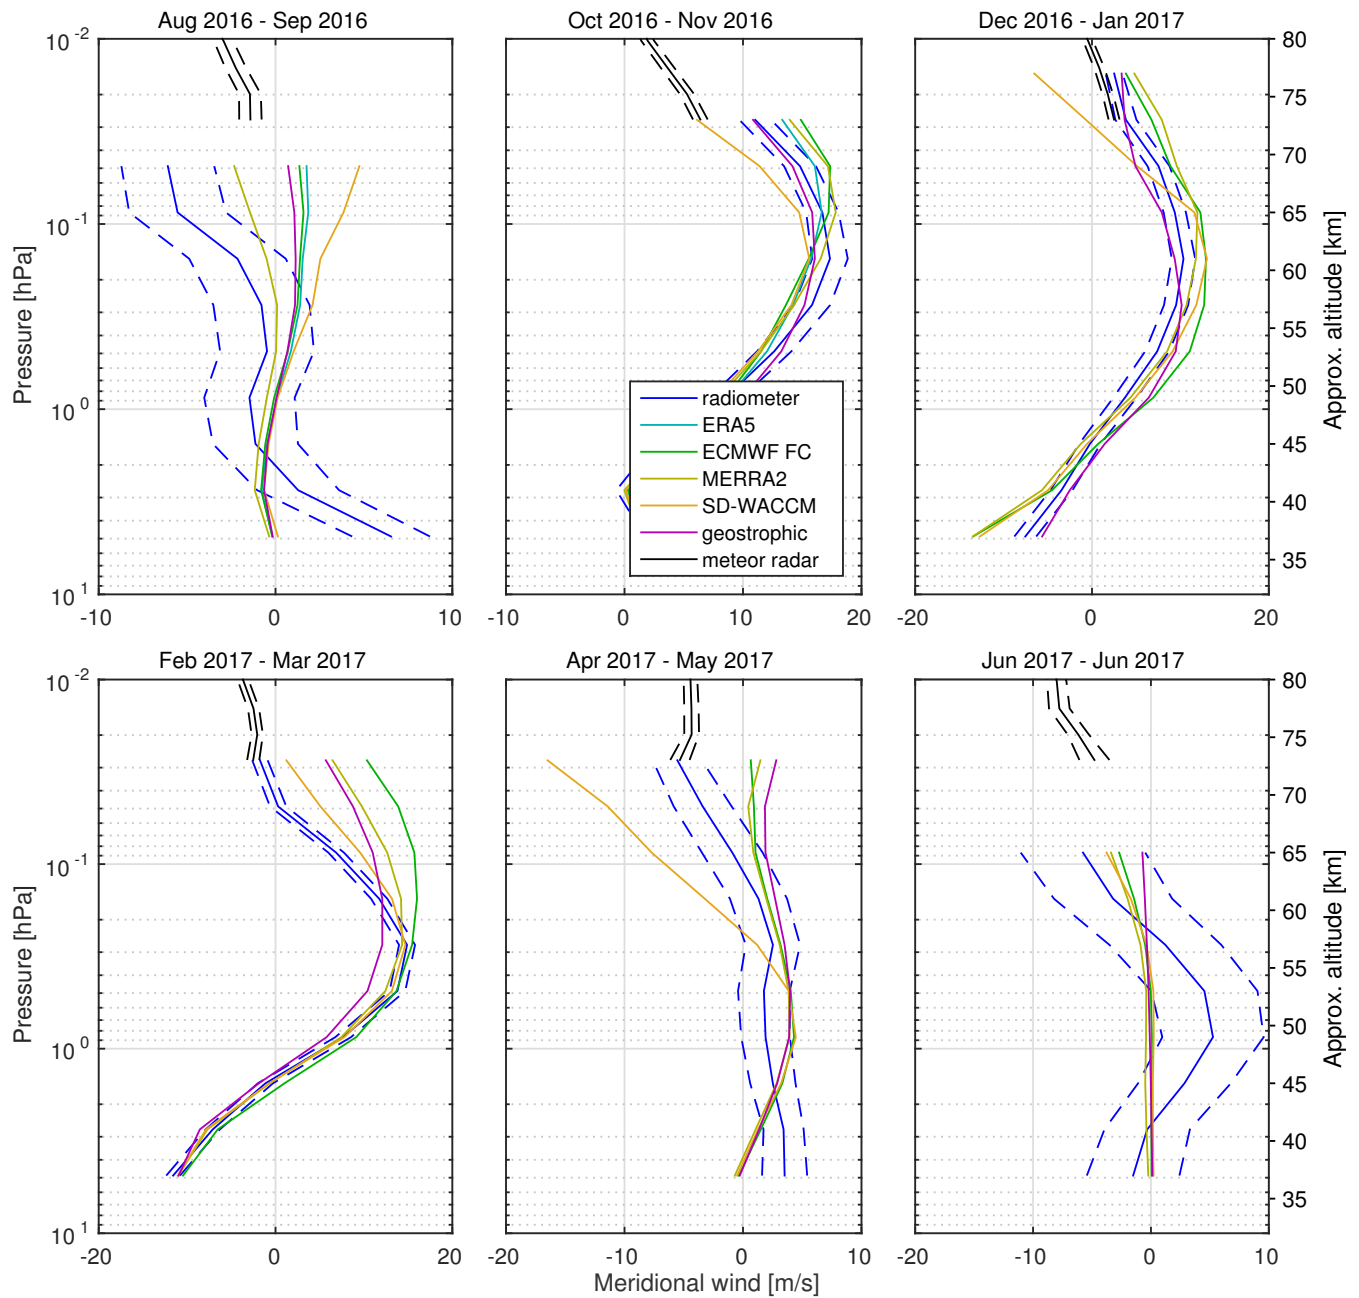 Aug 2016 - Sep 2016
Oct 2016 - Nov 2016
Dec 2016 - Jan 2017
10^-2
10^-1
10^0
10^1
Pressure [hPa]
-10
0
10
-10
0
10
20
-20
0
20
80
75
70
65
60
55
50
45
40
35
Approx. altitude [km]
radiometer
ERA5
ECMWF FC
MERRA2
SD-WACCM
geostrophic
meteor radar
Feb 2017 - Mar 2017
Apr 2017 - May 2017
Jun 2017 - Jun 2017
10^-2
10^-1
10^0
10^1
Pressure [hPa]
-20
0
20
-20
-10
0
10
-20
-10
0
10
80
75
70
65
60
55
50
45
40
35
Approx. altitude [km]
Meridional wind [m/s]